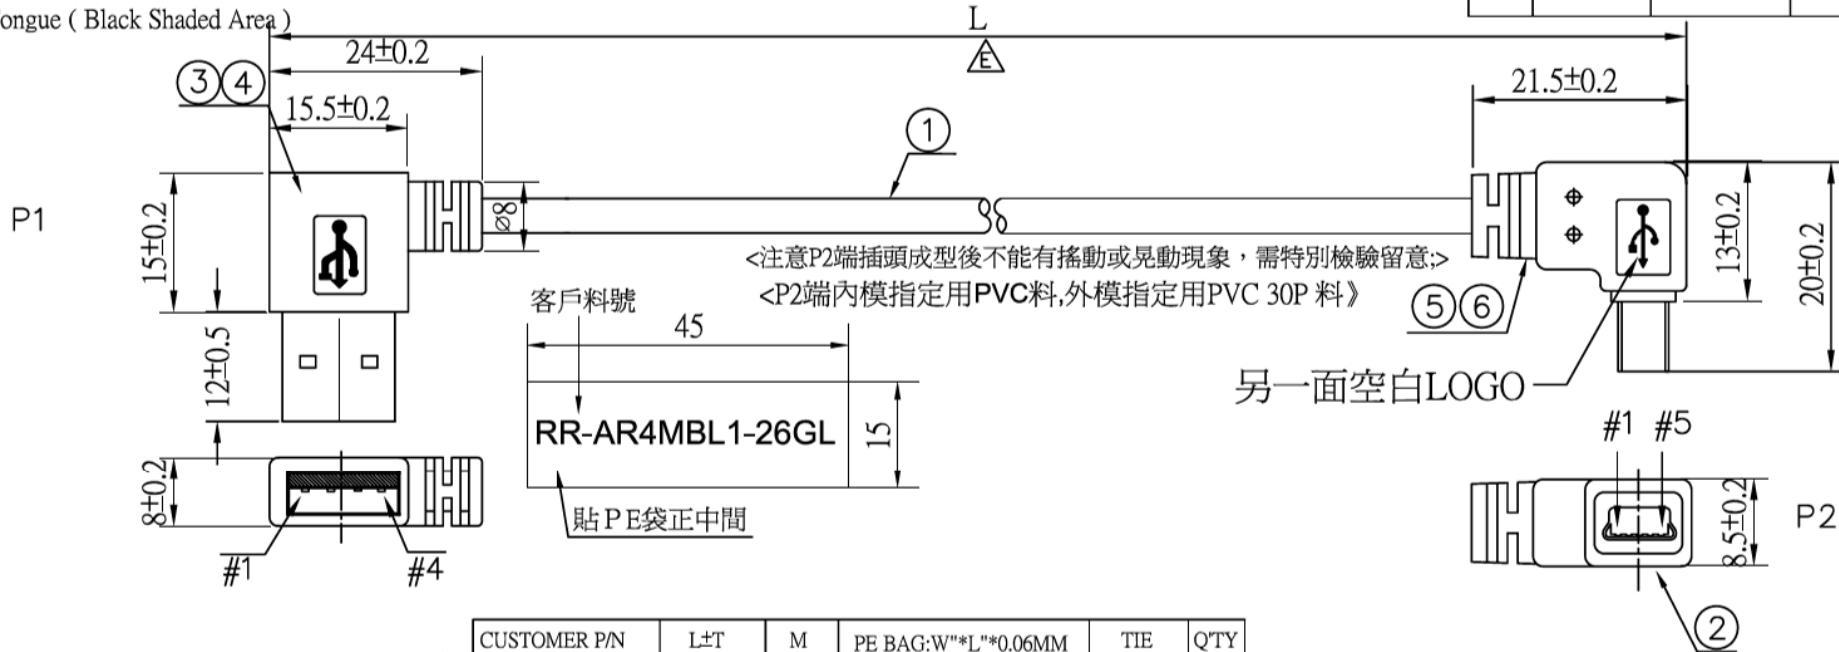 ongue ( Black Shaded Area )
L
E
24±0.2
15.5±0.2
3 4
1
21.5±0.2
P1
15±0.2
ø8
12±0.5
13±0.2
20±0.2
<注意P2端插頭成型後不能有搖動或晃動現象，需特別檢驗留意;>
<P2端內模指定用PVC料,外模指定用PVC 30P 料》
5 6
客戶料號
45
RR-AR4MBL1-26GL
15
貼PE袋正中間
另一面空白LOGO
#1 #5
8±0.2
#1
#4
8.5±0.2
P2
2
CUSTOMER P/N L±T M PE BAG:W"*L"*0.06MM TIE Q'TY